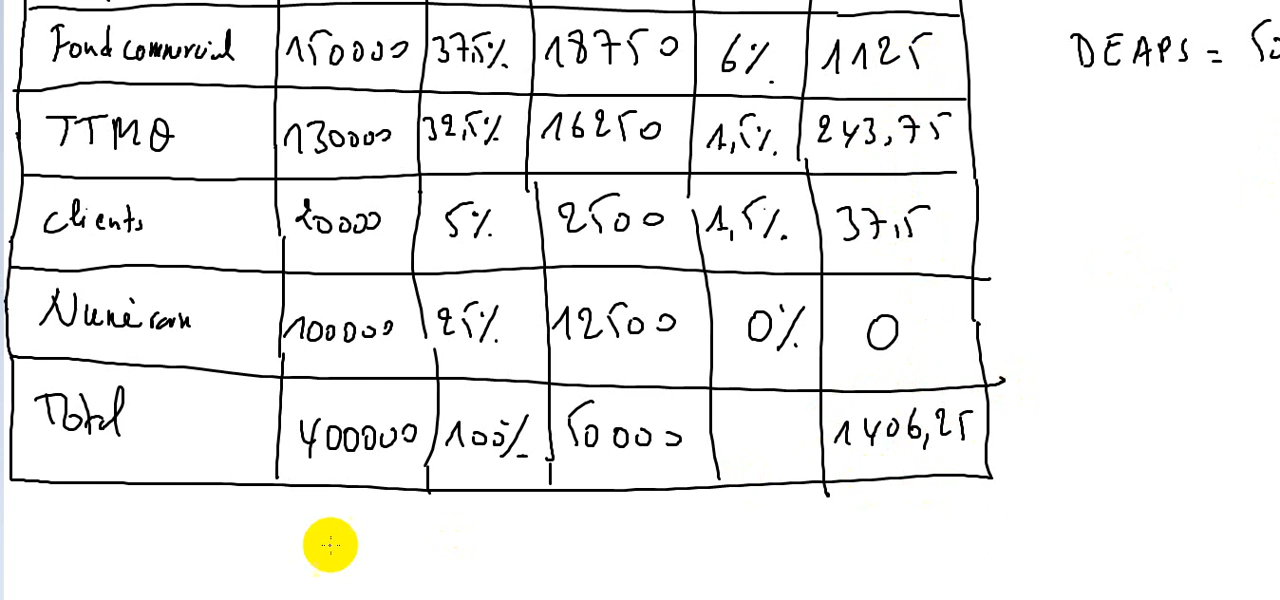 Fond commercial 150000 37,5% 18750 6% 1125
DEAPS = 50
TTMO 130000 32,5% 16250 1,5% 243,75
clients 20000 5% 2500 1,5% 37,5
Numéraire 100000 25% 12500 0% 0
Total 400000 100% 50000 1406,25